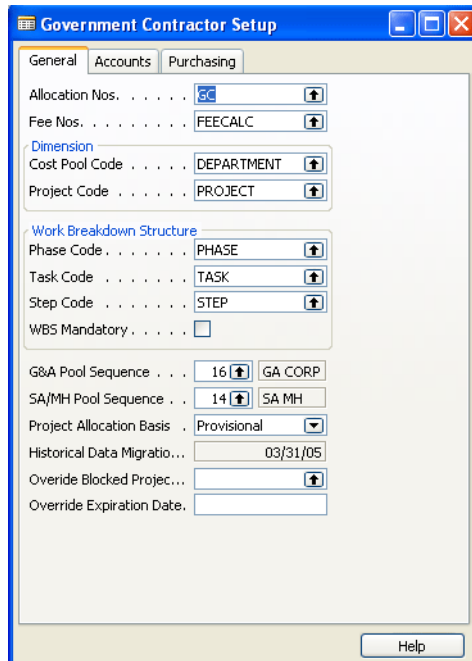 Government Contractor Setup
General Accounts Purchasing
Allocation Nos. . . . . . . GC
Fee Nos. . . . . . . . . . FEECALC
Dimension
Cost Pool Code . . . . . DEPARTMENT
Project Code . . . . . . PROJECT
Work Breakdown Structure
Phase Code . . . . . . . PHASE
Task Code . . . . . . . TASK
Step Code . . . . . . . STEP
WBS Mandatory . . . . .
G&A Pool Sequence . . . 16 GA CORP
SA/MH Pool Sequence . . 14 SA MH
Project Allocation Basis . Provisional
Historical Data Migratio... 03/31/05
Overide Blocked Projec...
Override Expiration Date.
Help